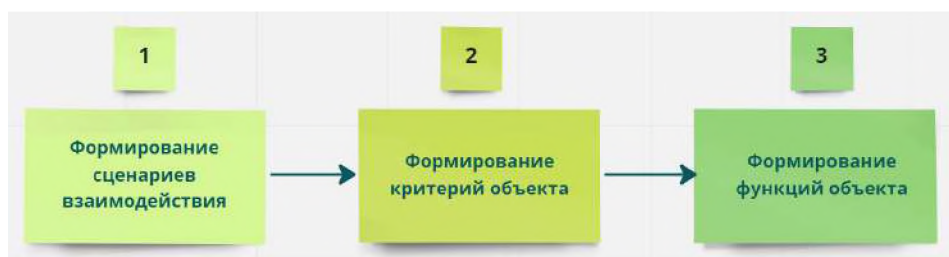 1
2
3
Формирование
сценариев
взаимодействия
Формирование
критерий объекта
Формирование
функций объекта